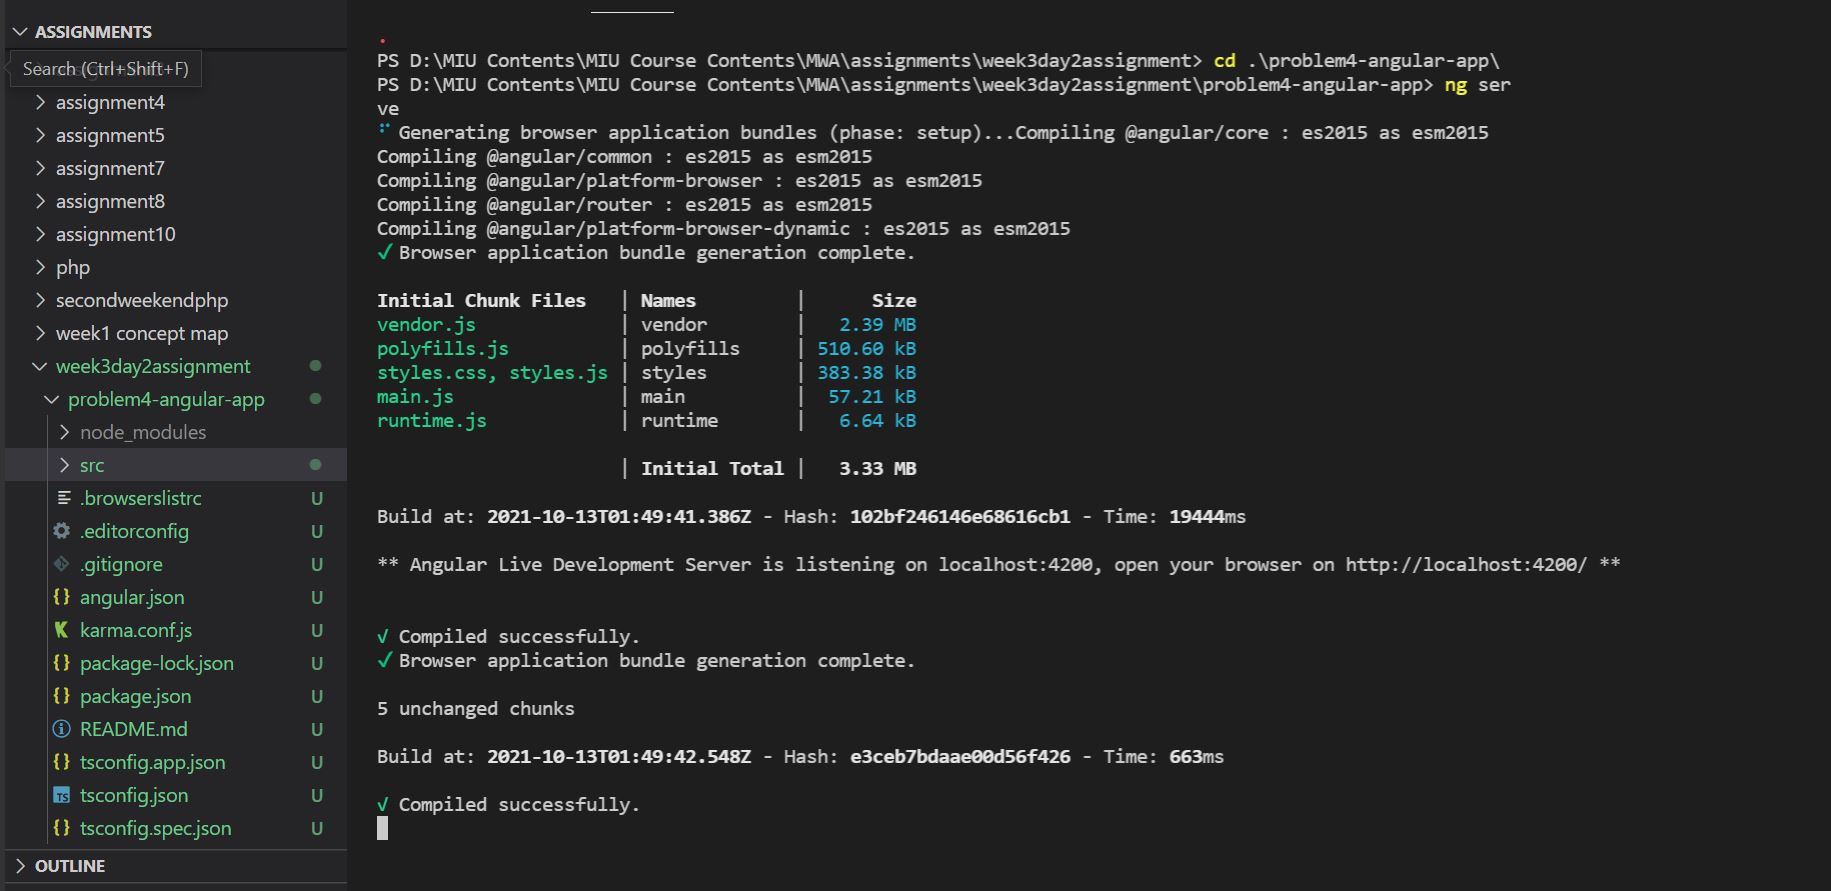 ASSIGNMENTS
Search (Ctrl+Shift+F)
assignment4
assignment5
assignment7
assignment8
assignment10
php
secondweekendphp
week1 concept map
week3day2assignment
problem4-angular-app
node_modules
src
.browserslistrc U
.editorconfig U
.gitignore U
angular.json U
karma.conf.js U
package-lock.json U
package.json U
README.md U
tsconfig.app.json U
tsconfig.json U
tsconfig.spec.json U
OUTLINE
PS D:\MIU Contents\MIU Course Contents\MWA\assignments\week3day2assignment> cd .\problem4-angular-app\
PS D:\MIU Contents\MIU Course Contents\MWA\assignments\week3day2assignment\problem4-angular-app> ng ser
ve
Generating browser application bundles (phase: setup)...Compiling @angular/core : es2015 as esm2015
Compiling @angular/common : es2015 as esm2015
Compiling @angular/platform-browser : es2015 as esm2015
Compiling @angular/router : es2015 as esm2015
Compiling @angular/platform-browser-dynamic : es2015 as esm2015
✓ Browser application bundle generation complete.
Initial Chunk Files | Names | Size
vendor.js | vendor | 2.39 MB
polyfills.js | polyfills | 510.60 kB
styles.css, styles.js | styles | 383.38 kB
main.js | main | 57.21 kB
runtime.js | runtime | 6.64 kB
| Initial Total | 3.33 MB
Build at: 2021-10-13T01:49:41.386Z - Hash: 102bf246146e68616cb1 - Time: 19444ms
** Angular Live Development Server is listening on localhost:4200, open your browser on http://localhost:4200/ **
√ Compiled successfully.
✓ Browser application bundle generation complete.
5 unchanged chunks
Build at: 2021-10-13T01:49:42.548Z - Hash: e3ceb7bdaae00d56f426 - Time: 663ms
√ Compiled successfully.